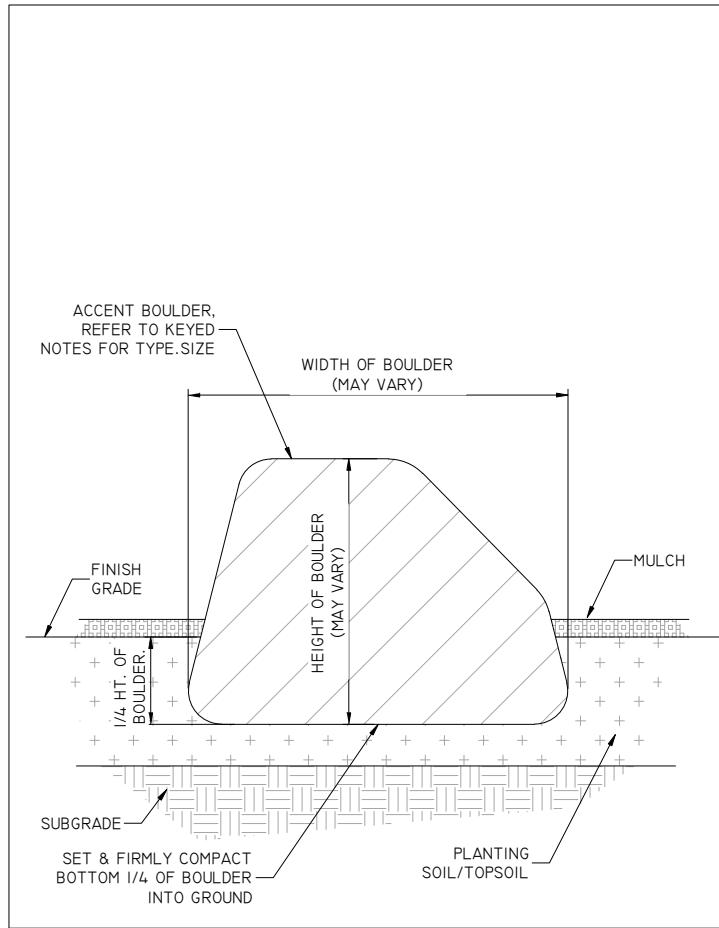 ACCENT BOULDER,
REFER TO KEYED
NOTES FOR TYPE.SIZE
WIDTH OF BOULDER
(MAY VARY)
HEIGHT OF BOULDER
(MAY VARY)
FINISH
GRADE
MULCH
1/4 HT. OF
BOULDER.
SUBGRADE
SET & FIRMLY COMPACT
BOTTOM 1/4 OF BOULDER
INTO GROUND
PLANTING
SOIL/TOPSOIL